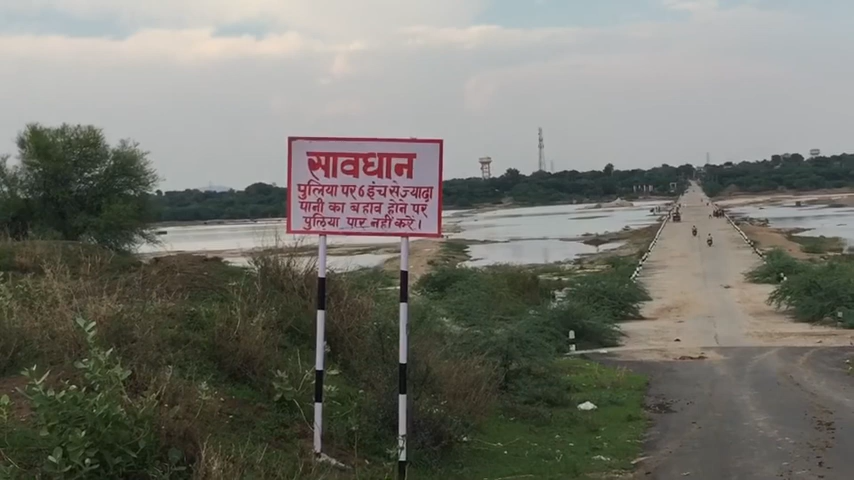 सावधान
पुलिया पर 6 इंच से ज्यादा
पानी का बहाव होने पर
पुलिया पार नहीं करें।